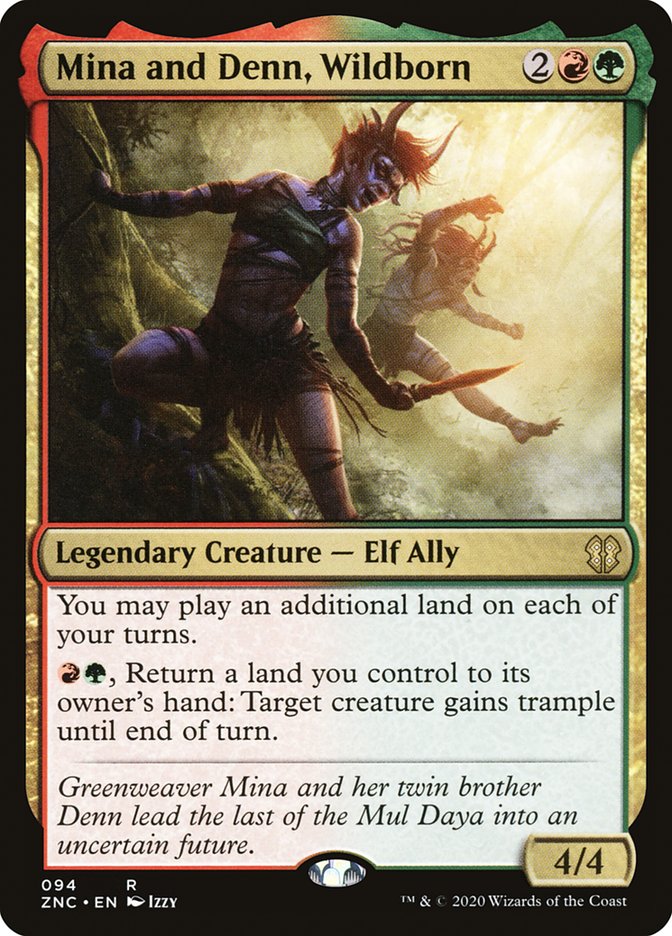 Mina and Denn, Wildborn 2
Legendary Creature — Elf Ally
You may play an additional land on each of
your turns.
, Return a land you control to its
owner's hand: Target creature gains trample
until end of turn.
Greenweaver Mina and her twin brother
Denn lead the last of the Mul Daya into an
uncertain future.
4/4
094 R
ZNC • EN Izzy
™ & © 2020 Wizards of the Coast